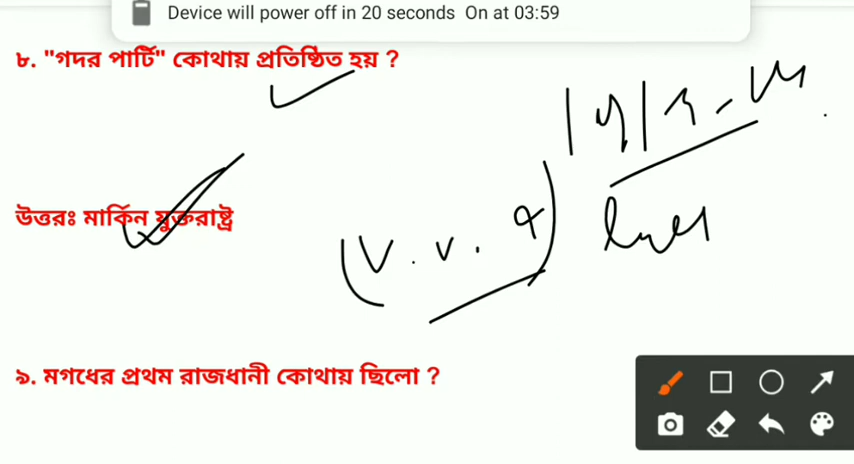 Device will power off in 20 seconds On at 03:59
৮. "গদর পার্টি" কোথায় প্রতিষ্ঠিত হয় ?
উত্তরঃ মার্কিন যুক্তরাষ্ট্র
(v. v. 9)
৯. মগধের প্রথম রাজধানী কোথায় ছিলো ?